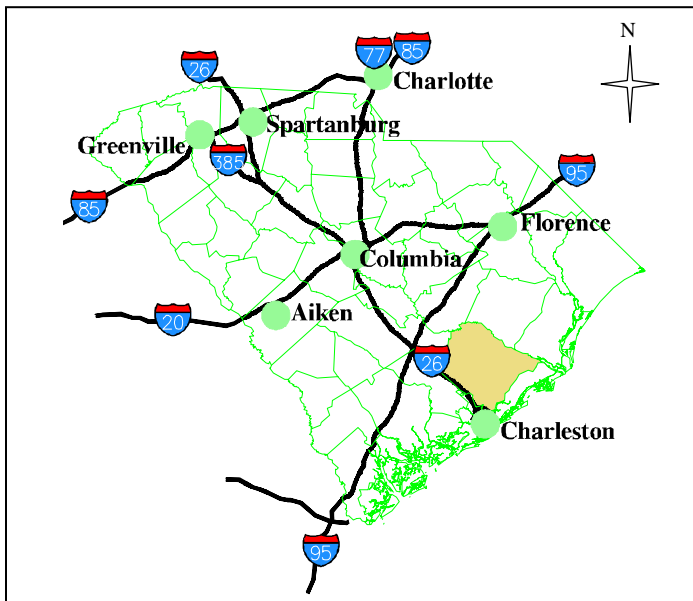 N
77
85
26
Charlotte
Spartanburg
Greenville
385
95
85
Florence
Columbia
Aiken
20
26
Charleston
95